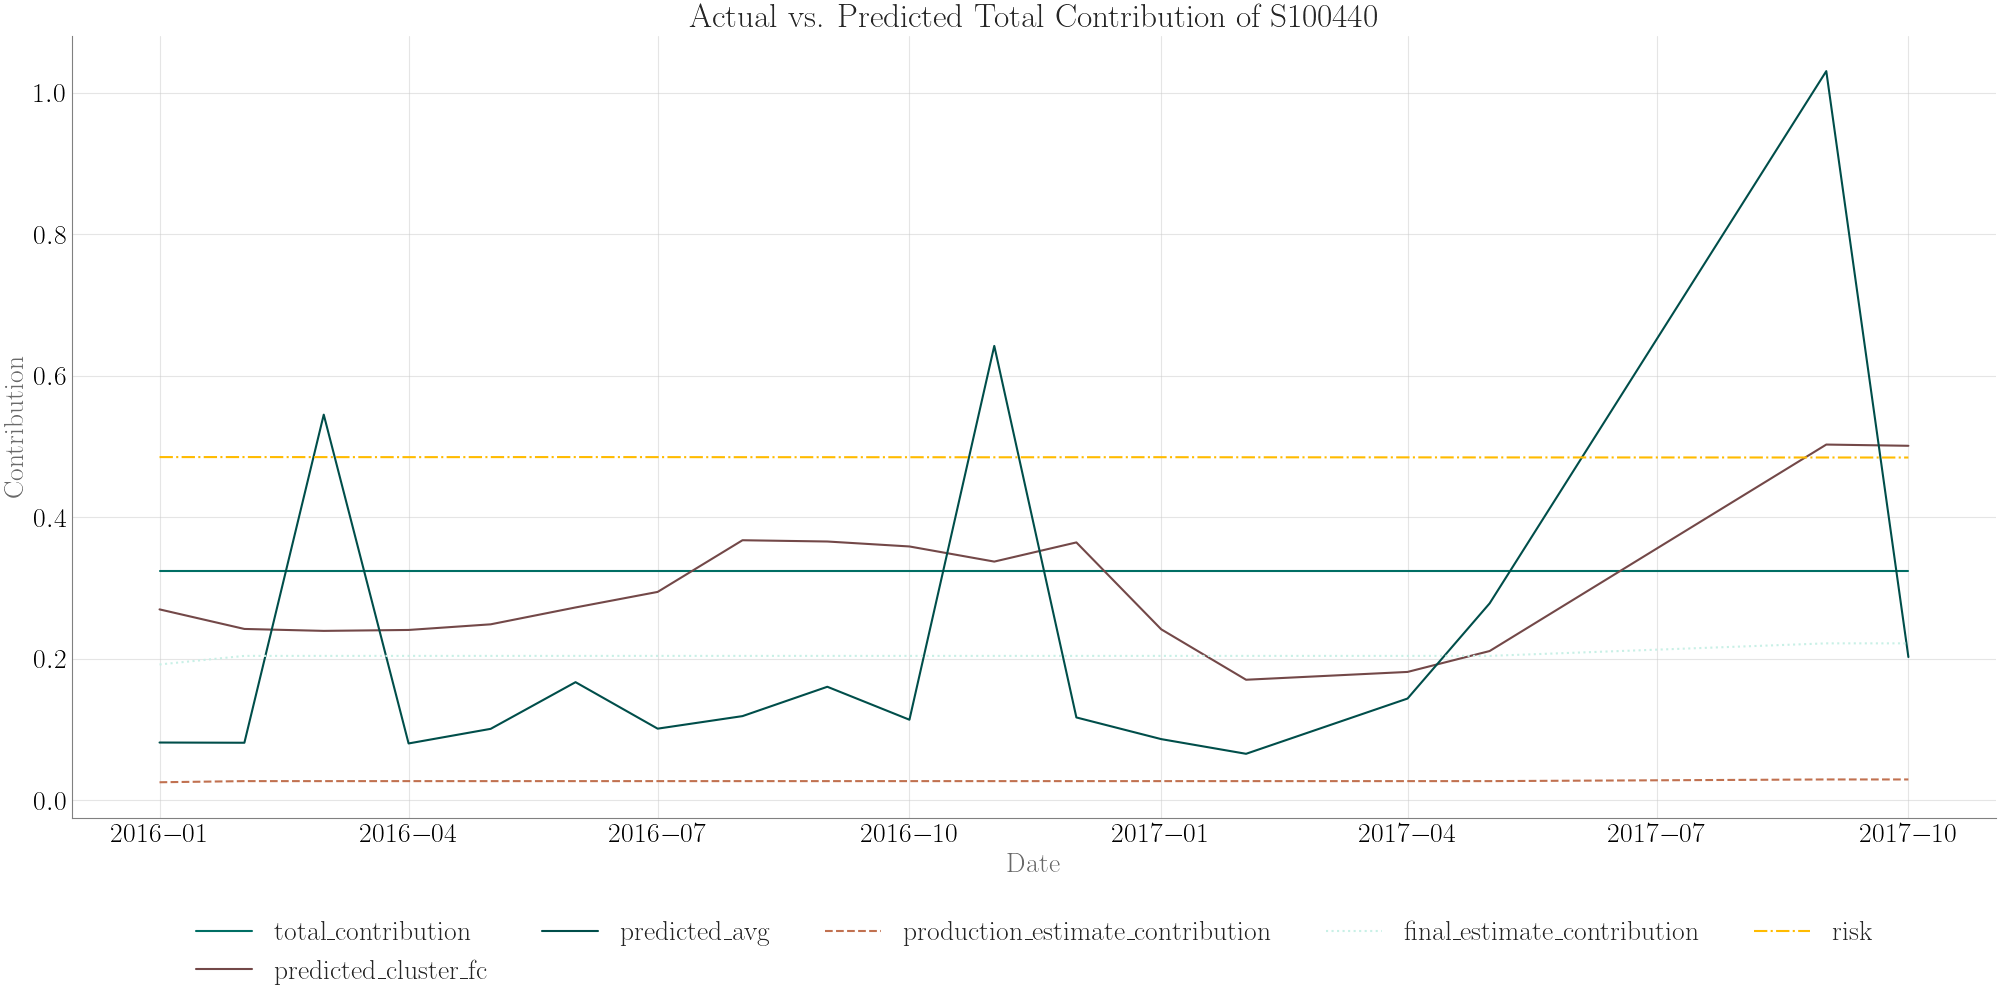 Actual vs. Predicted Total Contribution of S100440
Contribution
1.0
0.8
0.6
0.4
0.2
0.0
2016–01 2016–04 2016–07 2016–10 2017–01 2017–04 2017–07 2017–10
Date
total_contribution predicted_avg production_estimate_contribution final_estimate_contribution risk
predicted_cluster_fc